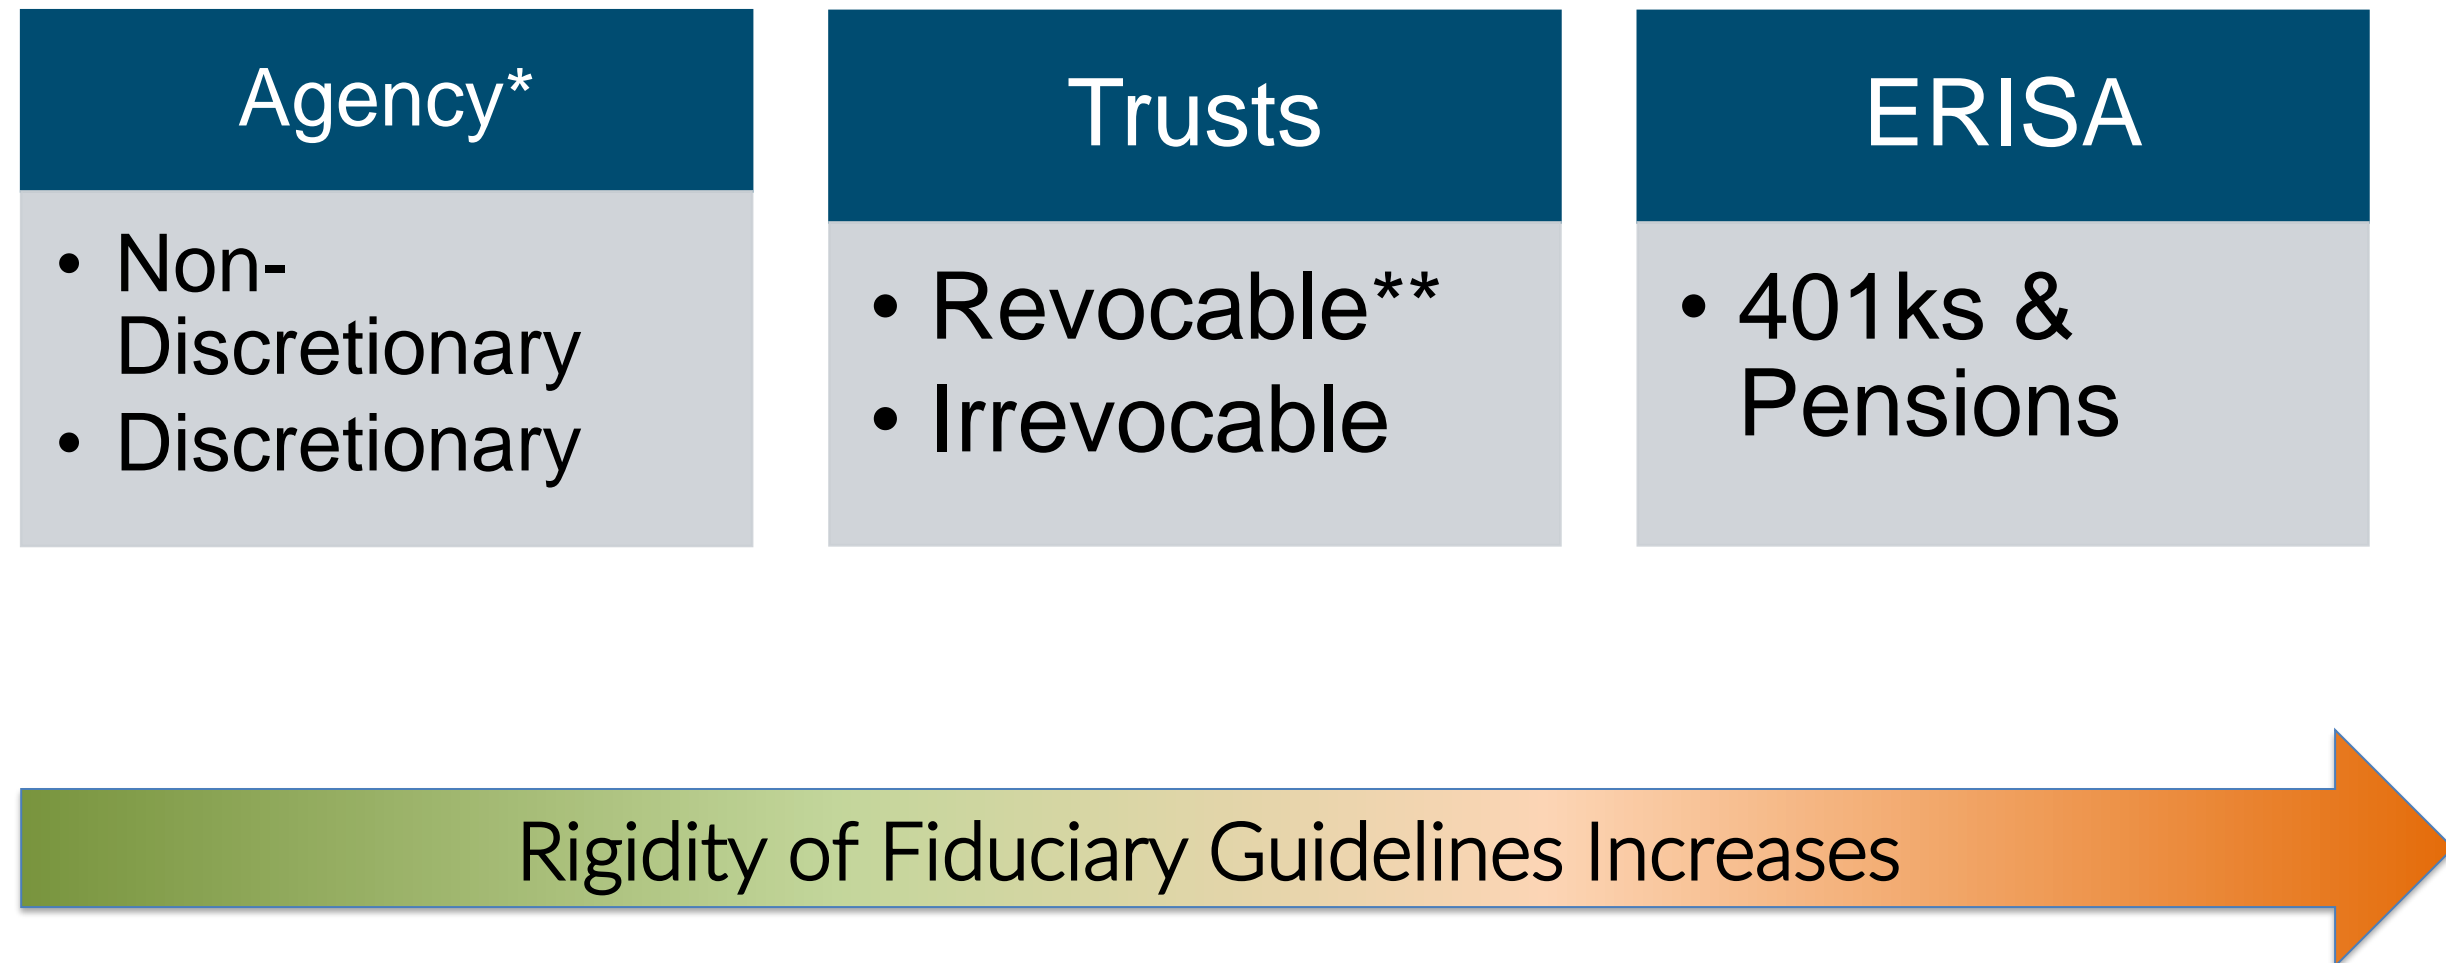 Agency*
• Non-
Discretionary
• Discretionary
Trusts
• Revocable**
• Irrevocable
ERISA
• 401ks &
Pensions
Rigidity of Fiduciary Guidelines Increases